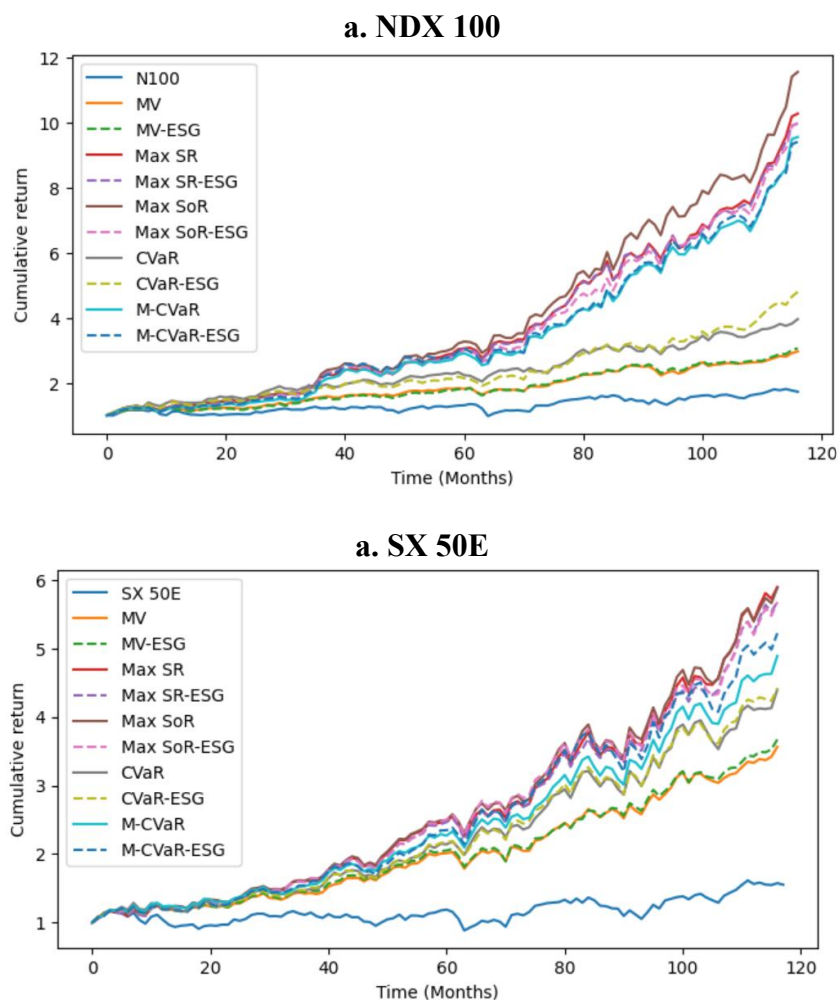 a. NDX 100
12
10
8
6
4
2
Cumulative return
N100
MV
MV-ESG
Max SR
Max SR-ESG
Max SoR
Max SoR-ESG
CVaR
CVaR-ESG
M-CVaR
M-CVaR-ESG
0 20 40 60 80 100 120
Time (Months)
a. SX 50E
6
5
4
3
2
1
Cumulative return
SX 50E
MV
MV-ESG
Max SR
Max SR-ESG
Max SoR
Max SoR-ESG
CVaR
CVaR-ESG
M-CVaR
M-CVaR-ESG
0 20 40 60 80 100 120
Time (Months)